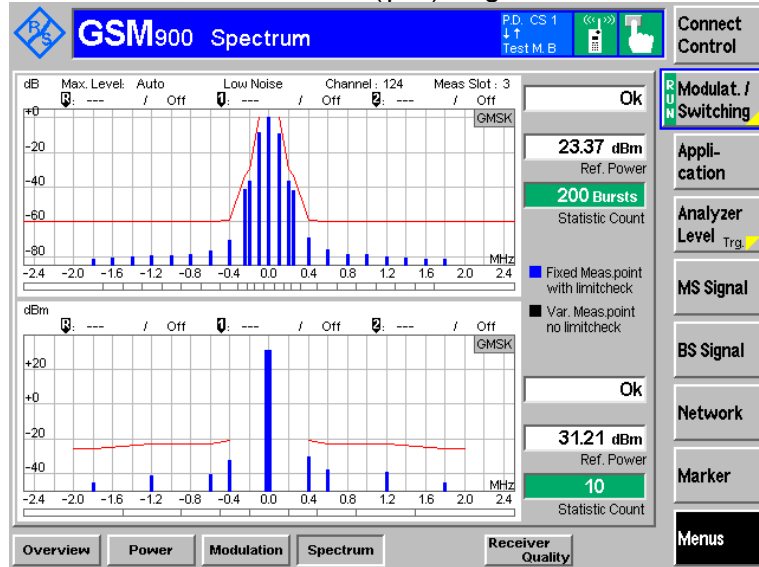 GSM900 Spectrum
P.D. CS 1
Test M. B
Connect Control
dB Max. Level: Auto Low Noise Channel : 124 Meas Slot : 3
R: --- / Off 1: --- / Off 2: --- / Off
GMSK
+0
-20
-40
-60
-80
MHz
-2.4 -2.0 -1.6 -1.2 -0.8 -0.4 0.0 0.4 0.8 1.2 1.6 2.0 2.4
Ok
23.37 dBm
Ref. Power
200 Bursts
Statistic Count
Fixed Meas.point
with limitcheck
Var. Meas.point
no limitcheck
dBm
R: --- / Off 1: --- / Off 2: --- / Off
GMSK
+20
+0
-20
-40
MHz
-2.4 -2.0 -1.6 -1.2 -0.8 -0.4 0.0 0.4 0.8 1.2 1.6 2.0 2.4
Ok
31.21 dBm
Ref. Power
10
Statistic Count
RUN
Modulat. /
Switching
Appli-
cation
Analyzer
Level Trg.
MS Signal
BS Signal
Network
Marker
Menus
Overview Power Modulation Spectrum Receiver
Quality